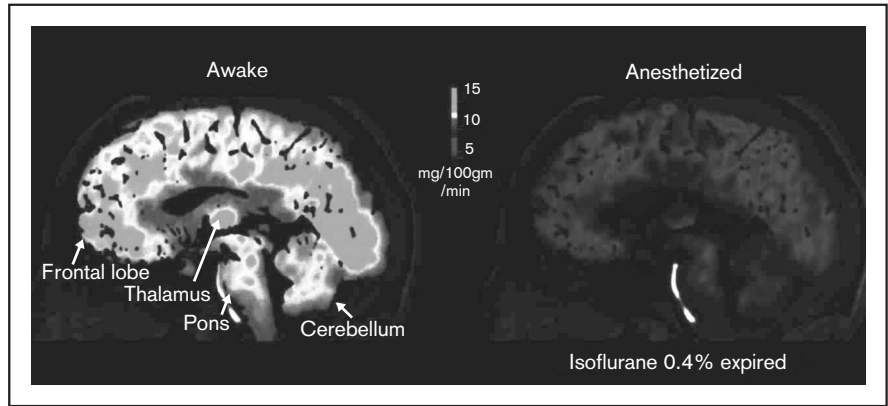 Awake
Anesthetized
15
10
5
mg/100gm
/min
Frontal lobe
Thalamus
Pons
Cerebellum
Isoflurane 0.4% expired